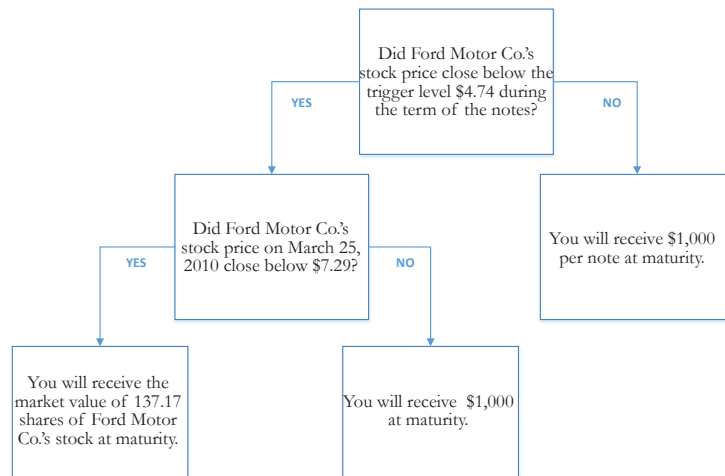 Did Ford Motor Co.'s
stock price close below the
trigger level $4.74 during
the term of the notes?
YES
NO
Did Ford Motor Co.'s
stock price on March 25,
2010 close below $7.29?
You will receive $1,000
per note at maturity.
YES
NO
You will receive the
market value of 137.17
shares of Ford Motor
Co.'s stock at maturity.
You will receive $1,000
at maturity.